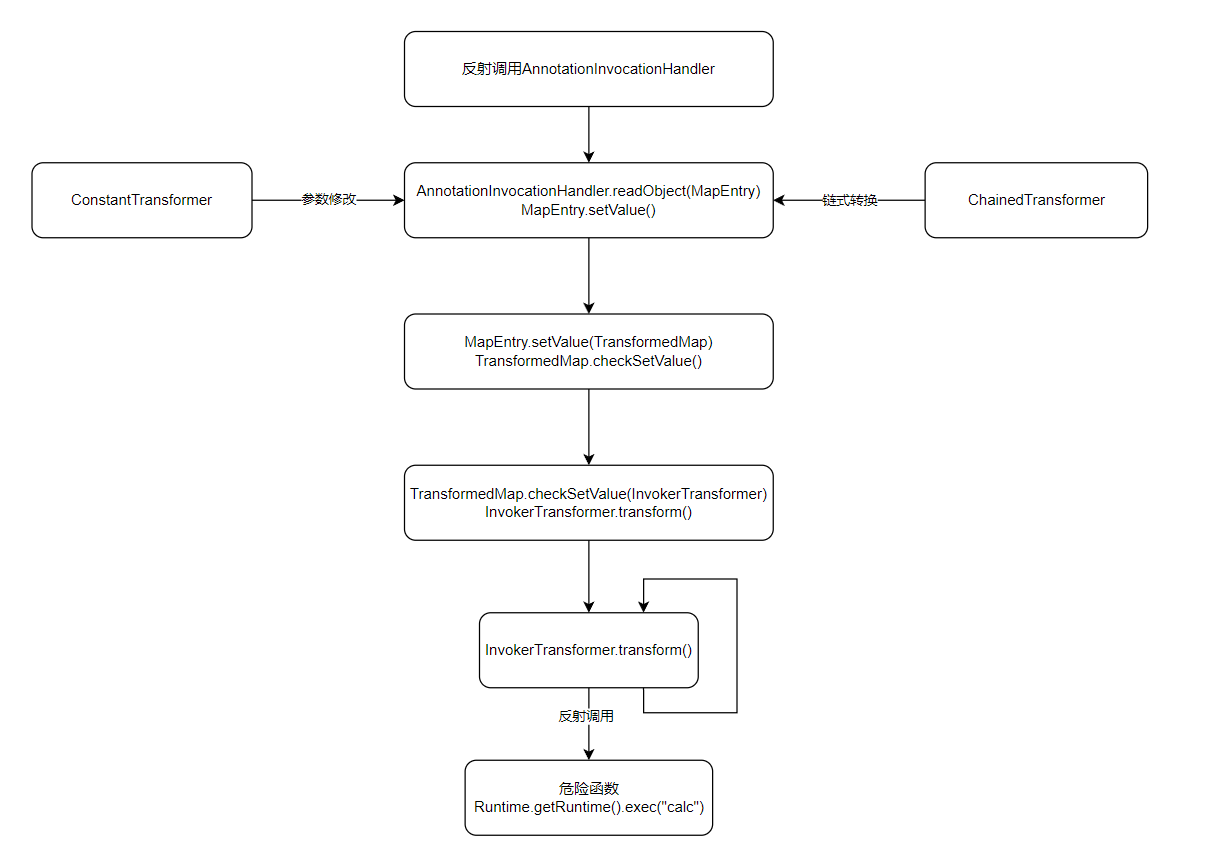 反射调用AnnotationInvocationHandler
ConstantTransformer
参数修改
AnnotationInvocationHandler.readObject(MapEntry)
MapEntry.setValue()
链式转换
ChainedTransformer
MapEntry.setValue(TransformedMap)
TransformedMap.checkSetValue()
TransformedMap.checkSetValue(InvokerTransformer)
InvokerTransformer.transform()
InvokerTransformer.transform()
反射调用
危险函数
Runtime.getRuntime().exec("calc")